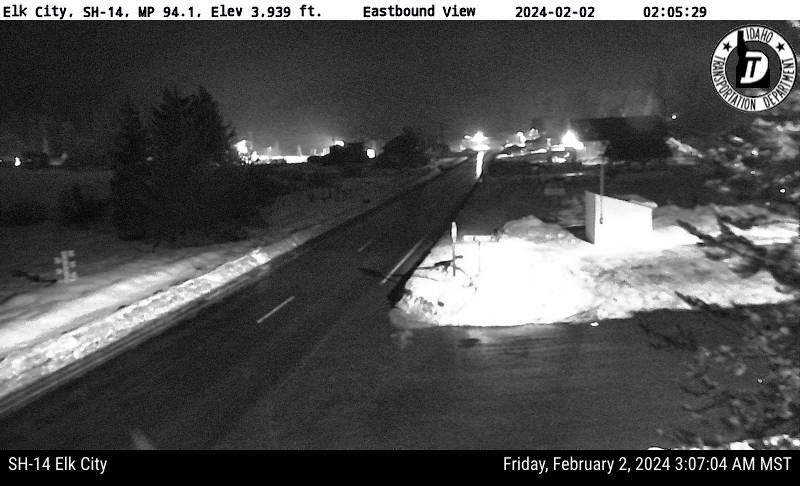 Elk City, SH-14, MP 94.1, Elev 3,939 ft. Eastbound View 2024-02-02 02:05:29
IDAHO
TRANSPORTATION DEPARTMENT
SH-14 Elk City Friday, February 2, 2024 3:07:04 AM MST